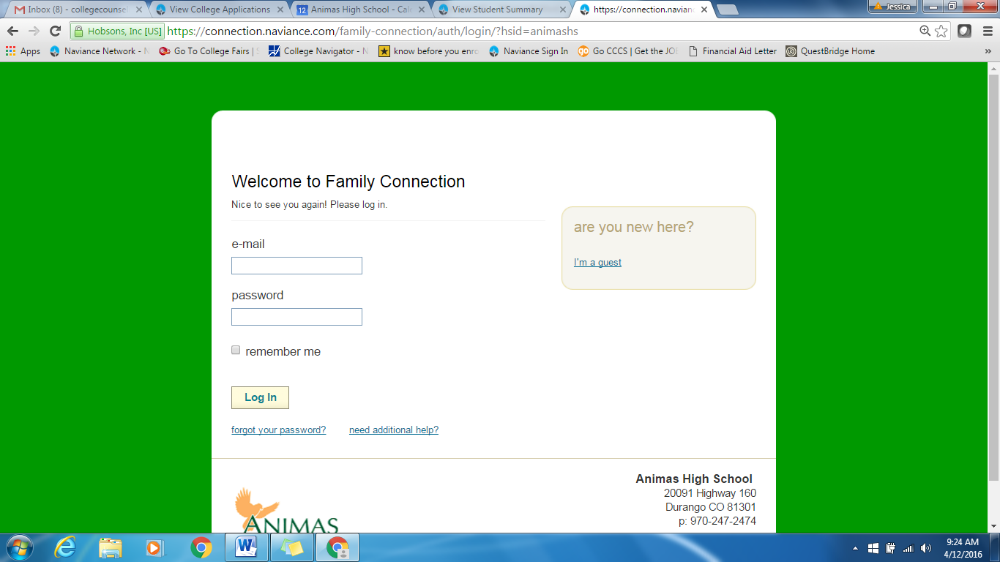 Inbox (8) - collegecounse
View College Applications
12 Animas High School - Cal
View Student Summary
https://connection.navian
Jessica
Hobsons, Inc [US] https://connection.naviance.com/family-connection/auth/login/?hsid=animashs
Apps Naviance Network - Go To College Fairs | College Navigator - know before you enro Naviance Sign In go Go CCCS | Get the JO Financial Aid Letter QuestBridge Home »
Welcome to Family Connection
Nice to see you again! Please log in.
are you new here?
I'm a guest
e-mail
password
remember me
Log In
forgot your password? need additional help?
Animas High School
20091 Highway 160
Durango CO 81301
p: 970-247-2474
ANIMAS
9:24 AM
4/12/2016